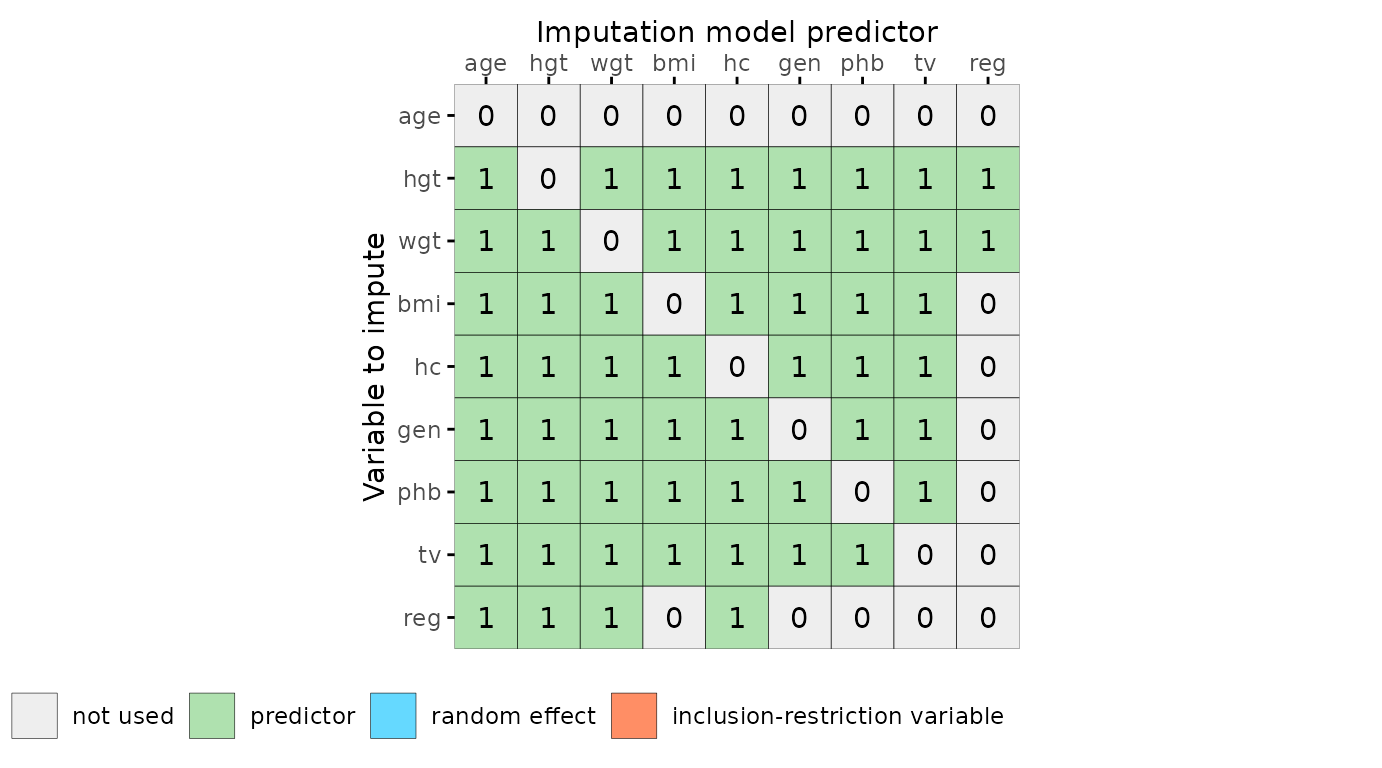 Imputation model predictor
age hgt wgt bmi hc gen phb tv reg
age 0 0 0 0 0 0 0 0 0
hgt 1 0 1 1 1 1 1 1 1
wgt 1 1 0 1 1 1 1 1 1
bmi 1 1 1 0 1 1 1 1 0
hc 1 1 1 1 0 1 1 1 0
gen 1 1 1 1 1 0 1 1 0
phb 1 1 1 1 1 1 0 1 0
tv 1 1 1 1 1 1 1 0 0
reg 1 1 1 0 1 0 0 0 0
Variable to impute
not used predictor random effect inclusion-restriction variable